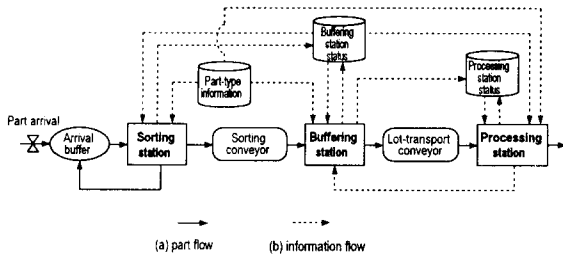 Buffering
station
status
Part-type
information
Processing
station
status
Part arrival
Arrival
buffer
Sorting
station
Sorting
conveyor
Buffering
station
Lot-transport
conveyor
Processing
station
(a) part flow
(b) information flow